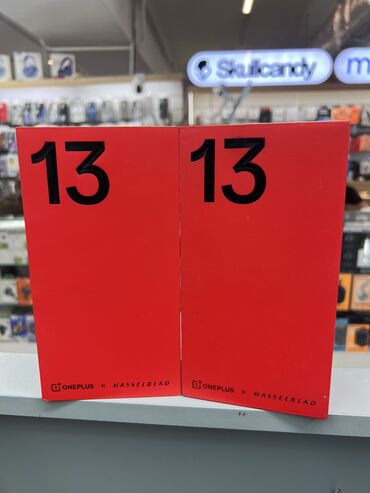 Skullcandy
13
13
ONEPLUS × HASSELBLAD
ONEPLUS × HASSELBLAD